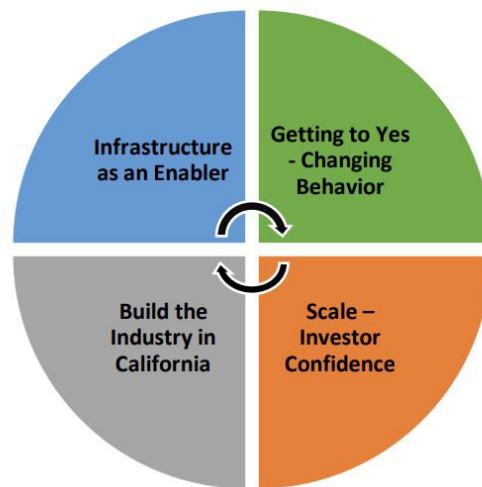 Infrastructure
as an Enabler
Getting to Yes
- Changing
Behavior
Build the
Industry in
California
Scale –
Investor
Confidence